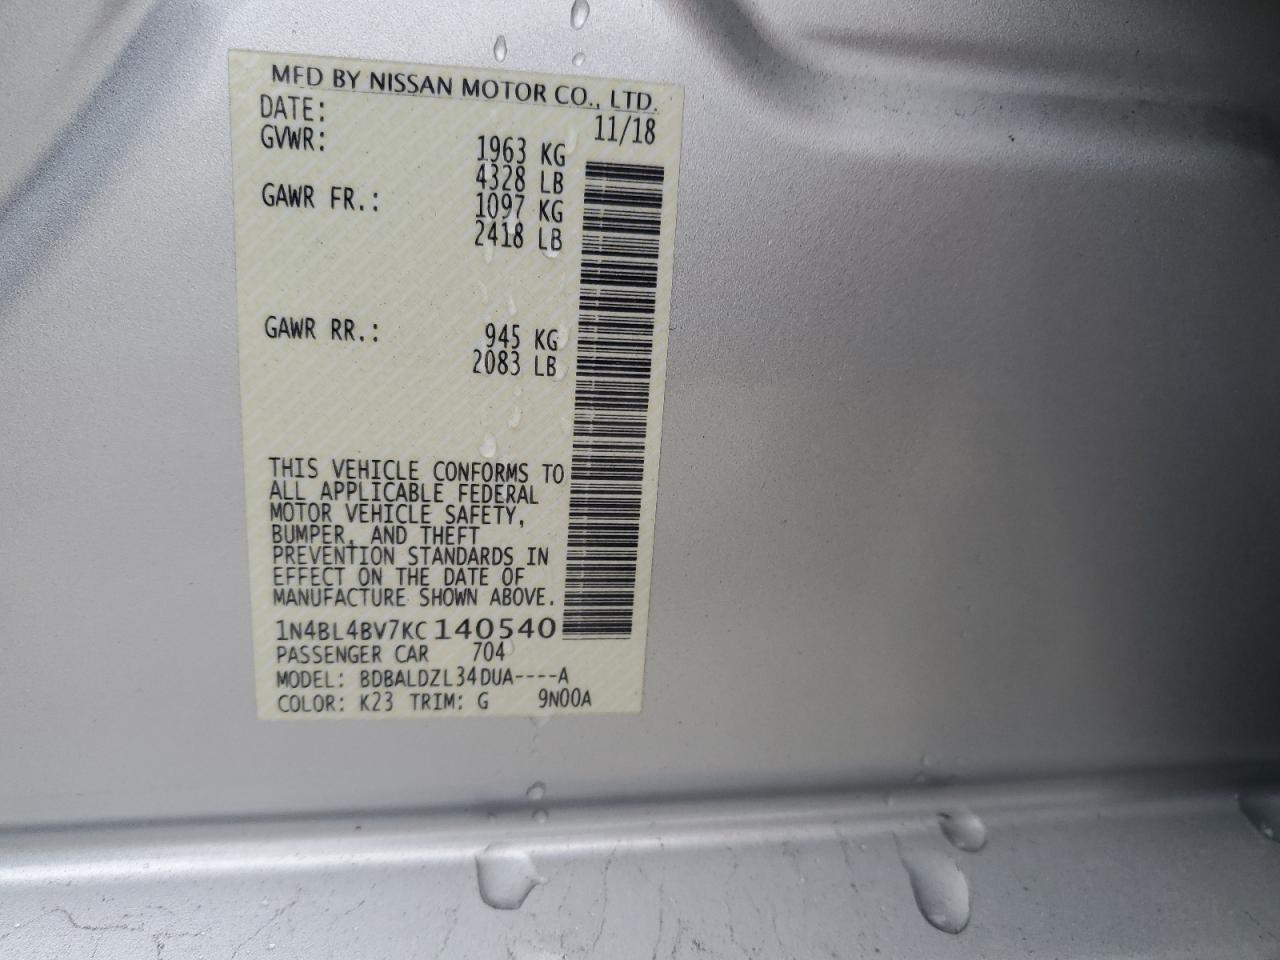 MFD BY NISSAN MOTOR CO., LTD.
DATE: 11/18
GVWR: 1963 KG
4328 LB
GAWR FR.: 1097 KG
2418 LB
GAWR RR.: 945 KG
2083 LB
THIS VEHICLE CONFORMS TO
ALL APPLICABLE FEDERAL
MOTOR VEHICLE SAFETY,
BUMPER, AND THEFT
PREVENTION STANDARDS IN
EFFECT ON THE DATE OF
MANUFACTURE SHOWN ABOVE.
1N4BL4BV7KC140540
PASSENGER CAR 704
MODEL: BDBALDZL34DUA----A
COLOR: K23 TRIM: G 9N00A